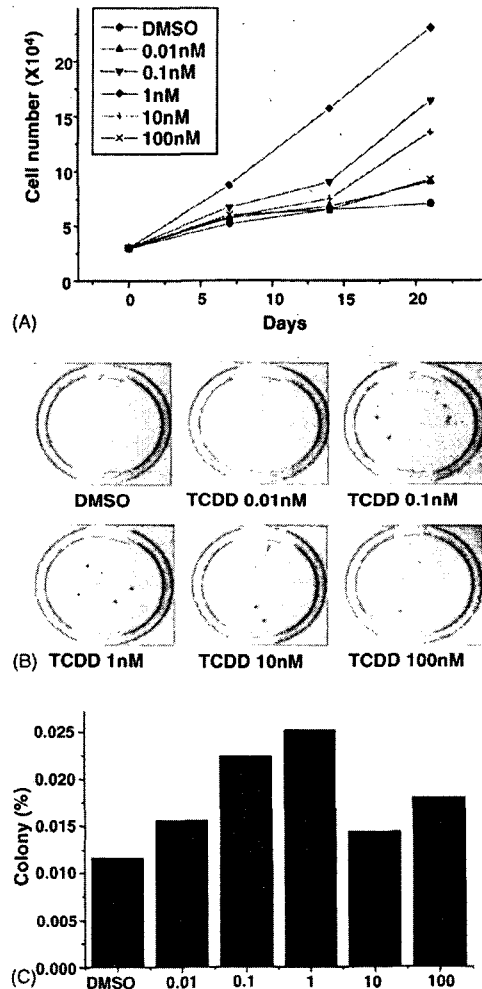 DMSO
0.01nM
0.1nM
1nM
10nM
100nM
Cell number (X10⁴)
20
15
10
5
0
0 5 10 15 20
(A) Days
DMSO TCDD 0.01nM TCDD 0.1nM
(B) TCDD 1nM TCDD 10nM TCDD 100nM
Colony (%)
0.025
0.020
0.015
0.010
0.005
0.000
(C) DMSO 0.01 0.1 1 10 100